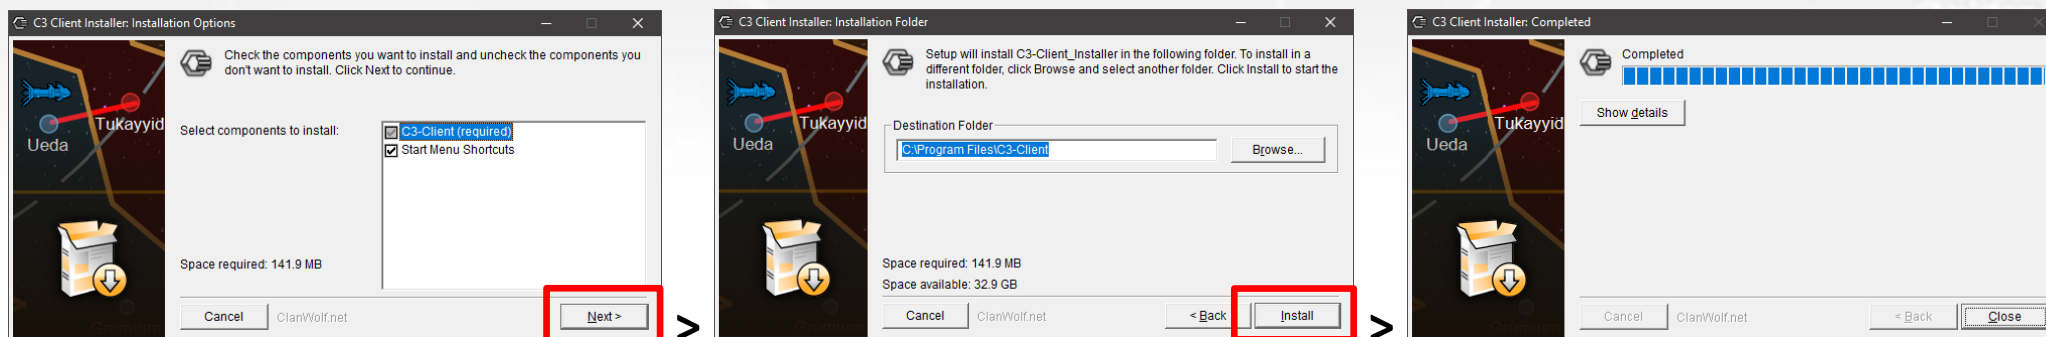 C3 Client Installer: Installation Options
Check the components you want to install and uncheck the components you
don't want to install. Click Next to continue.
Tukayyid
Ueda
Select components to install:
C3-Client (required)
Start Menu Shortcuts
Space required: 141.9 MB
Cancel
ClanWolf.net
Next >
>
C3 Client Installer: Installation Folder
Setup will install C3-Client_Installer in the following folder. To install in a
different folder, click Browse and select another folder. Click Install to start the
installation.
Tukayyid
Ueda
Destination Folder
C:\Program Files\C3-Client
Browse...
Space required: 141.9 MB
Space available: 32.9 GB
Cancel
ClanWolf.net
< Back
Install
>
C3 Client Installer: Completed
Completed
Show details
Tukayyid
Ueda
Cancel
ClanWolf.net
< Back
Close